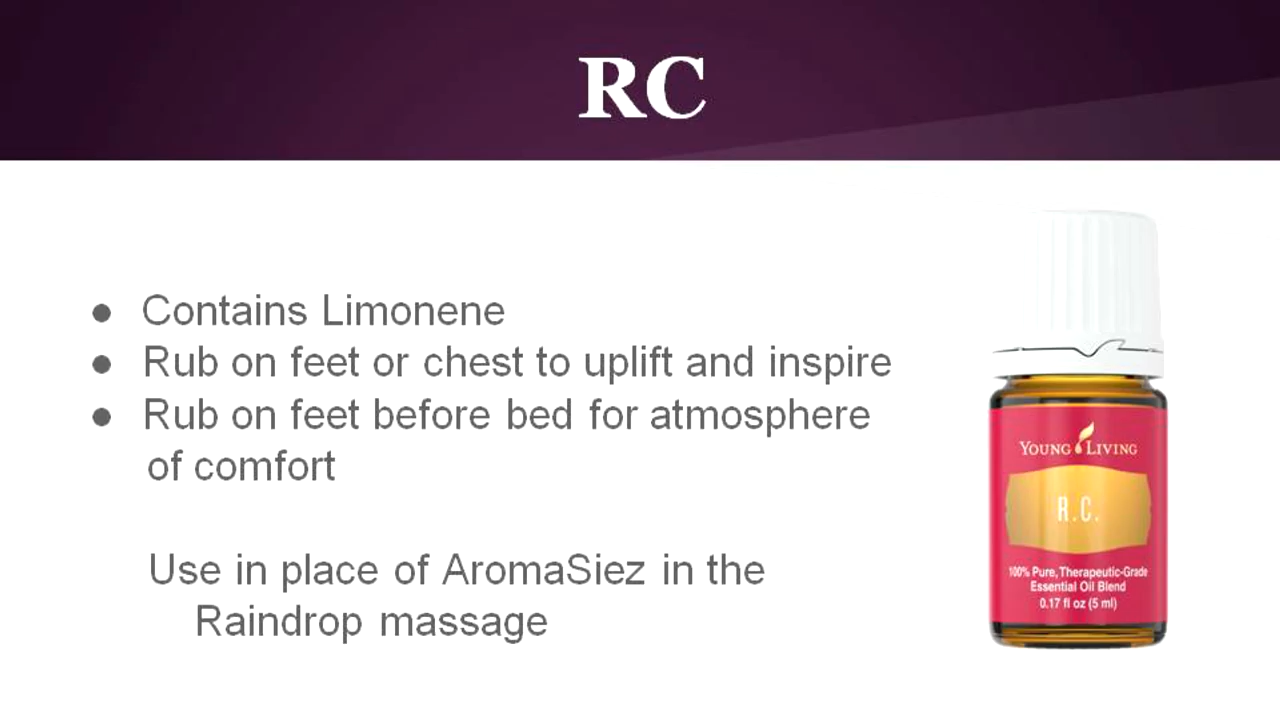 RC
● Contains Limonene
● Rub on feet or chest to uplift and inspire
● Rub on feet before bed for atmosphere
of comfort
Use in place of AromaSiez in the
Raindrop massage
YOUNG LIVING
R.C.
100% Pure, Therapeutic-Grade
Essential Oil Blend
0.17 fl oz (5 ml)